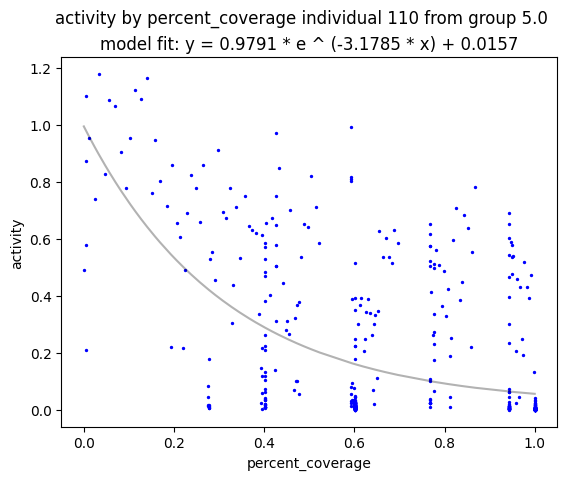 activity by percent_coverage individual 110 from group 5.0
model fit: y = 0.9791 * e ^ (-3.1785 * x) + 0.0157
1.2
1.0
0.8
0.6
0.4
0.2
0.0
activity
0.0 0.2 0.4 0.6 0.8 1.0
percent_coverage